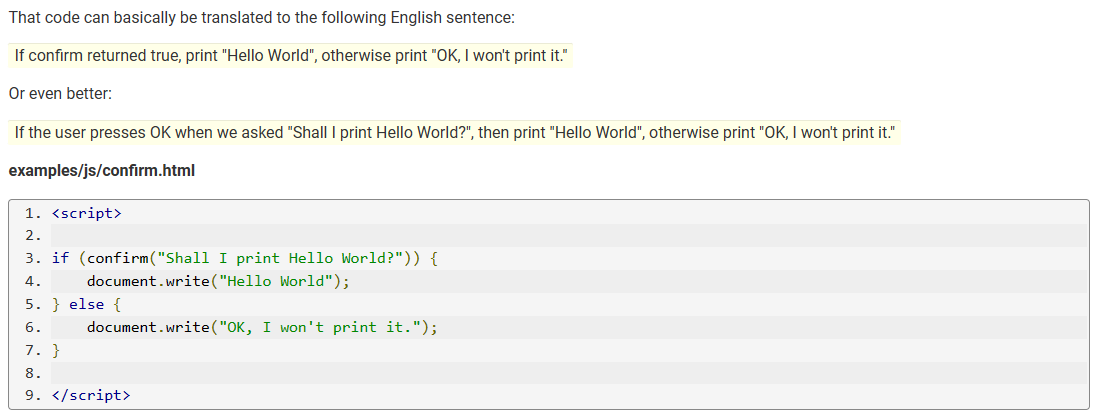 That code can basically be translated to the following English sentence:
If confirm returned true, print "Hello World", otherwise print "OK, I won't print it."
Or even better:
If the user presses OK when we asked "Shall I print Hello World?", then print "Hello World", otherwise print "OK, I won't print it."
examples/js/confirm.html
1. <script>
2.
3. if (confirm("Shall I print Hello World?")) {
4.     document.write("Hello World");
5. } else {
6.     document.write("OK, I won't print it.");
7. }
8.
9. </script>